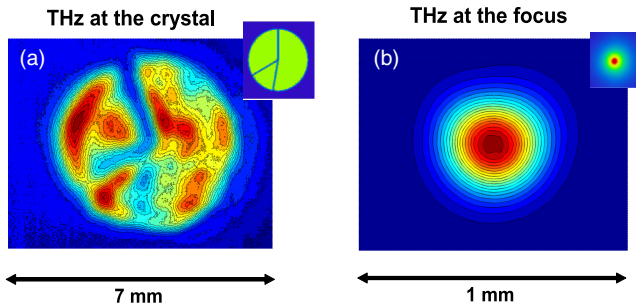 THz at the crystal
THz at the focus
(a)
(b)
7 mm
1 mm